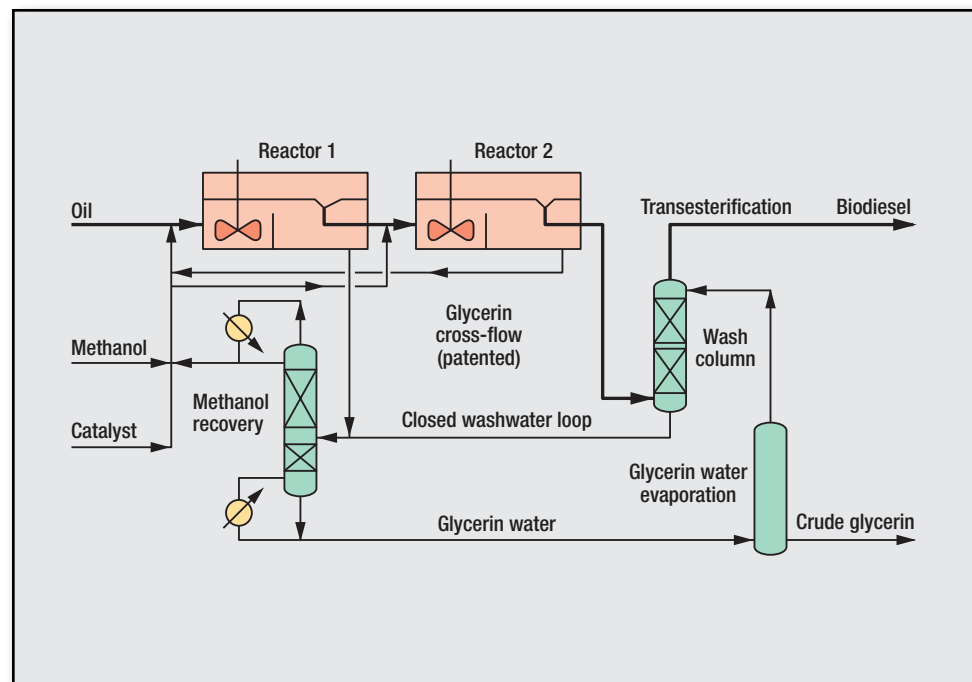 Reactor 1
Reactor 2
Oil
Transesterification
Biodiesel
Glycerin
cross-flow
(patented)
Wash
column
Methanol
Methanol
recovery
Catalyst
Closed washwater loop
Glycerin water
evaporation
Glycerin water
Crude glycerin